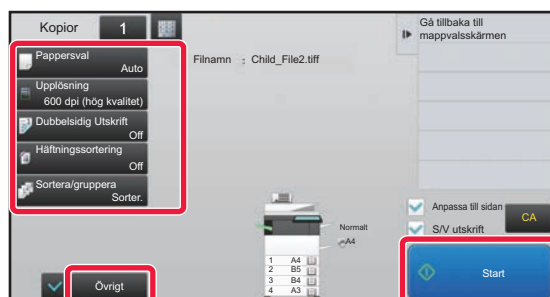 Kopior 1
Gå tillbaka till
mappvalsskärmen
Pappersval
Auto
Filnamn : Child_File2.tiff
Upplösning
600 dpi (hög kvalitet)
Dubbelsidig Utskrift
Off
Häftningssortering
Off
Sortera/gruppera
Sorter.
Normalt
A4
1 A4
2 B5
3 B4
4 A3
Anpassa till sidan
S/V utskrift
CA
Övrigt
Start